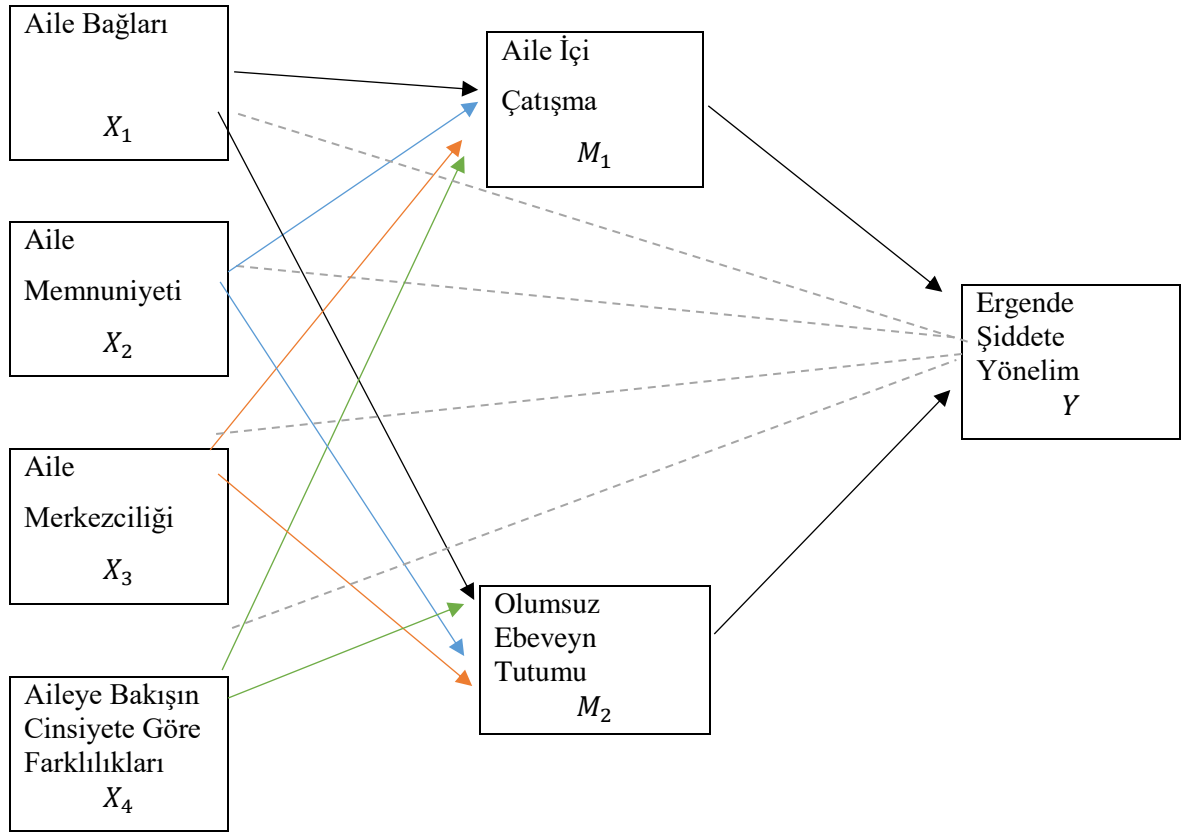 Aile Bağları
X₁
Aile
Memnuniyeti
X₂
Aile
Merkezciliği
X₃
Aileye Bakışın
Cinsiyete Göre
Farklılıkları
X₄
Aile İçi
Çatışma
M₁
Olumsuz
Ebeveyn
Tutumu
M₂
Ergende
Şiddete
Yönelim
Y